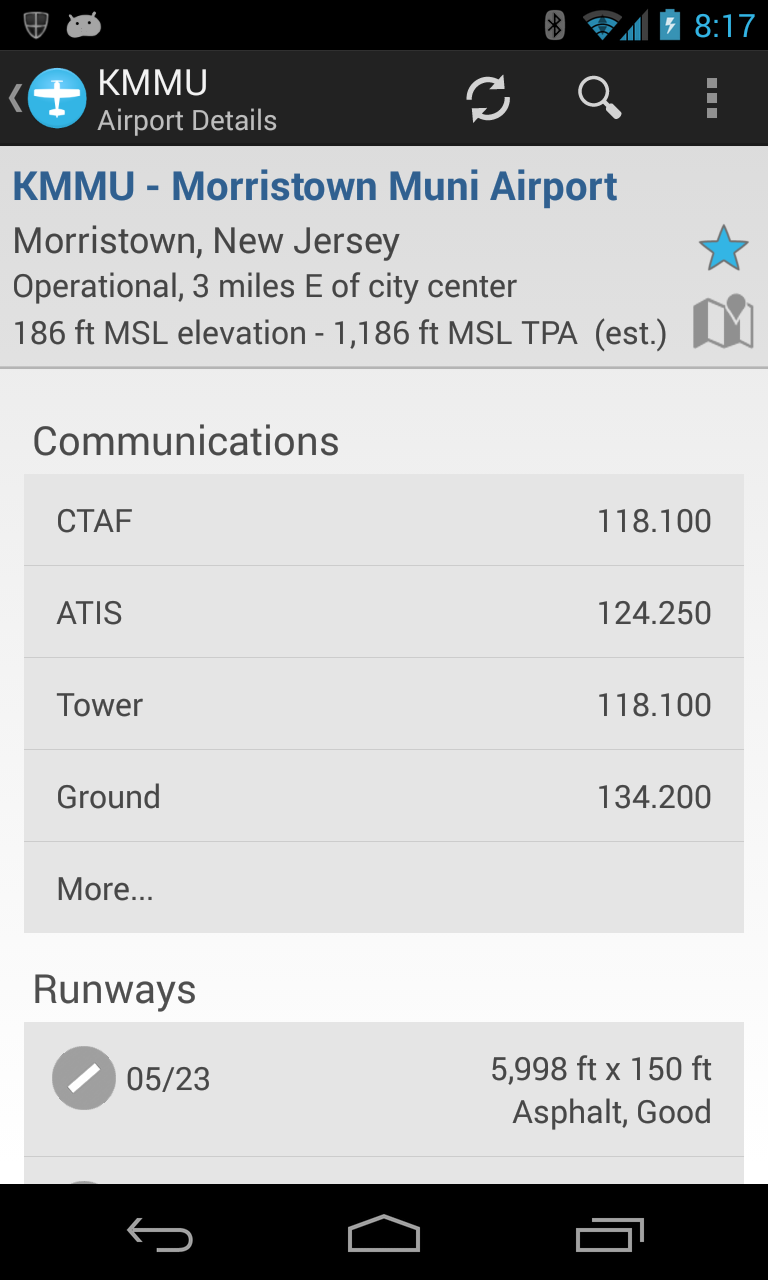 8:17
KMMU
Airport Details
KMMU - Morristown Muni Airport
Morristown, New Jersey
Operational, 3 miles E of city center
186 ft MSL elevation - 1,186 ft MSL TPA (est.)
Communications
CTAF 118.100
ATIS 124.250
Tower 118.100
Ground 134.200
More...
Runways
05/23 5,998 ft x 150 ft
Asphalt, Good